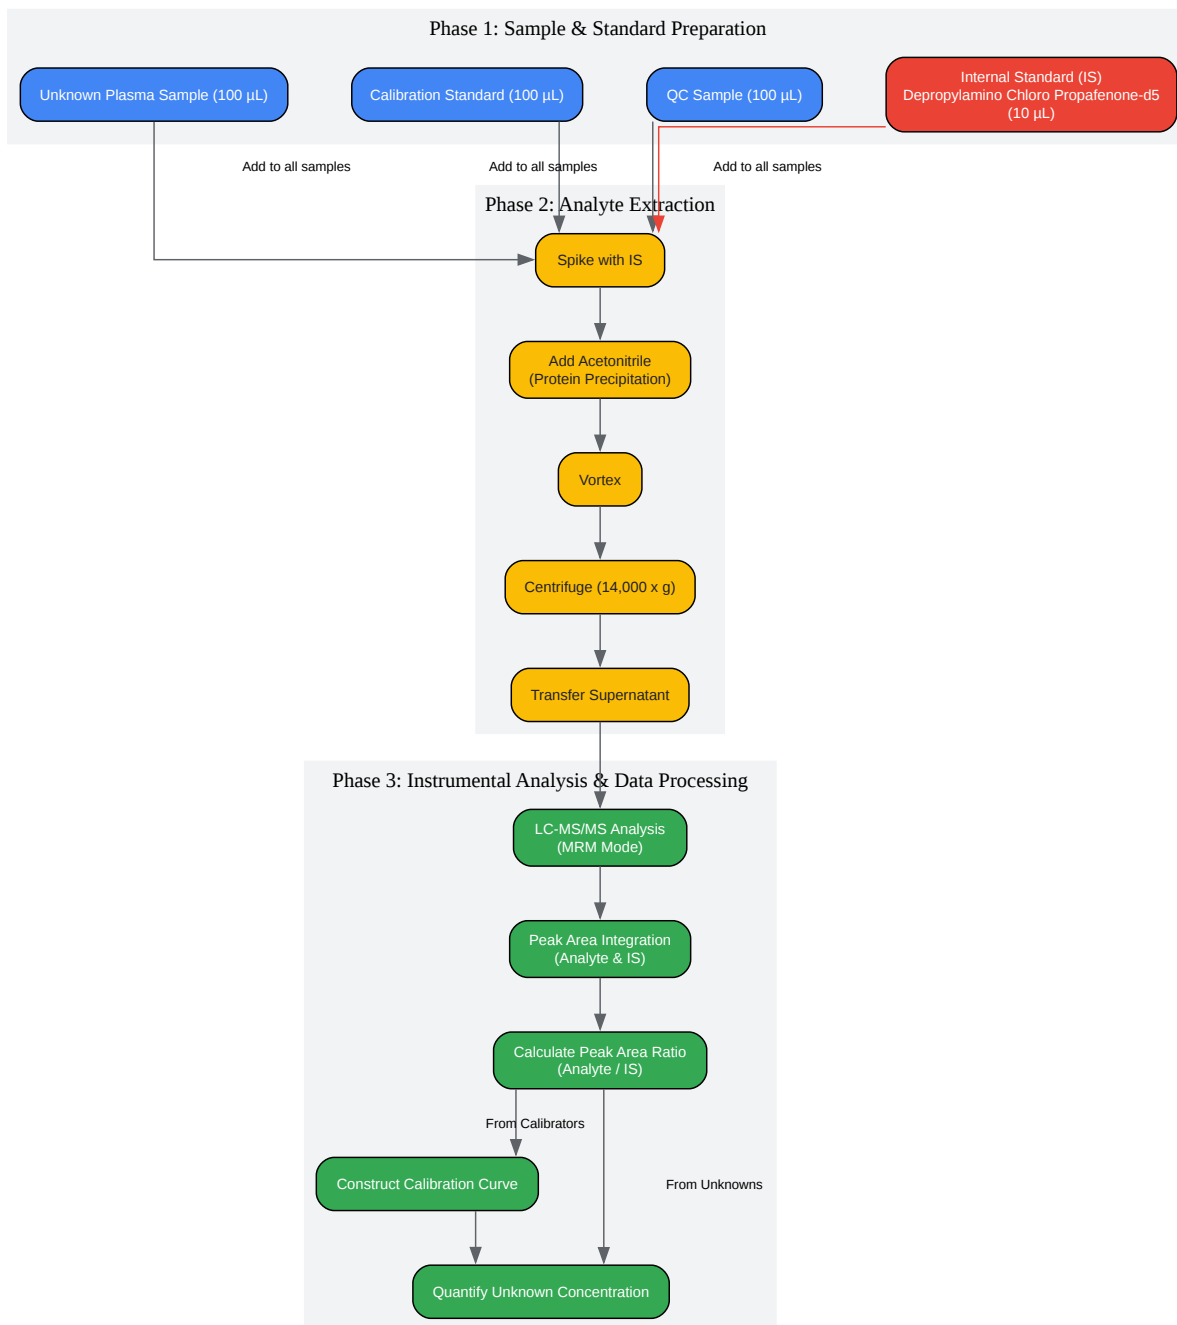 Phase 1: Sample & Standard Preparation
Unknown Plasma Sample (100 µL)
Calibration Standard (100 µL)
QC Sample (100 µL)
Internal Standard (IS)
Depropylamino Chloro Propafenone-d5
(10 µL)
Add to all samples
Add to all samples
Add to all samples
Phase 2: Analyte Extraction
Spike with IS
Add Acetonitrile
(Protein Precipitation)
Vortex
Centrifuge (14,000 x g)
Transfer Supernatant
Phase 3: Instrumental Analysis & Data Processing
LC-MS/MS Analysis
(MRM Mode)
Peak Area Integration
(Analyte & IS)
Calculate Peak Area Ratio
(Analyte / IS)
From Calibrators
Construct Calibration Curve
From Unknowns
Quantify Unknown Concentration